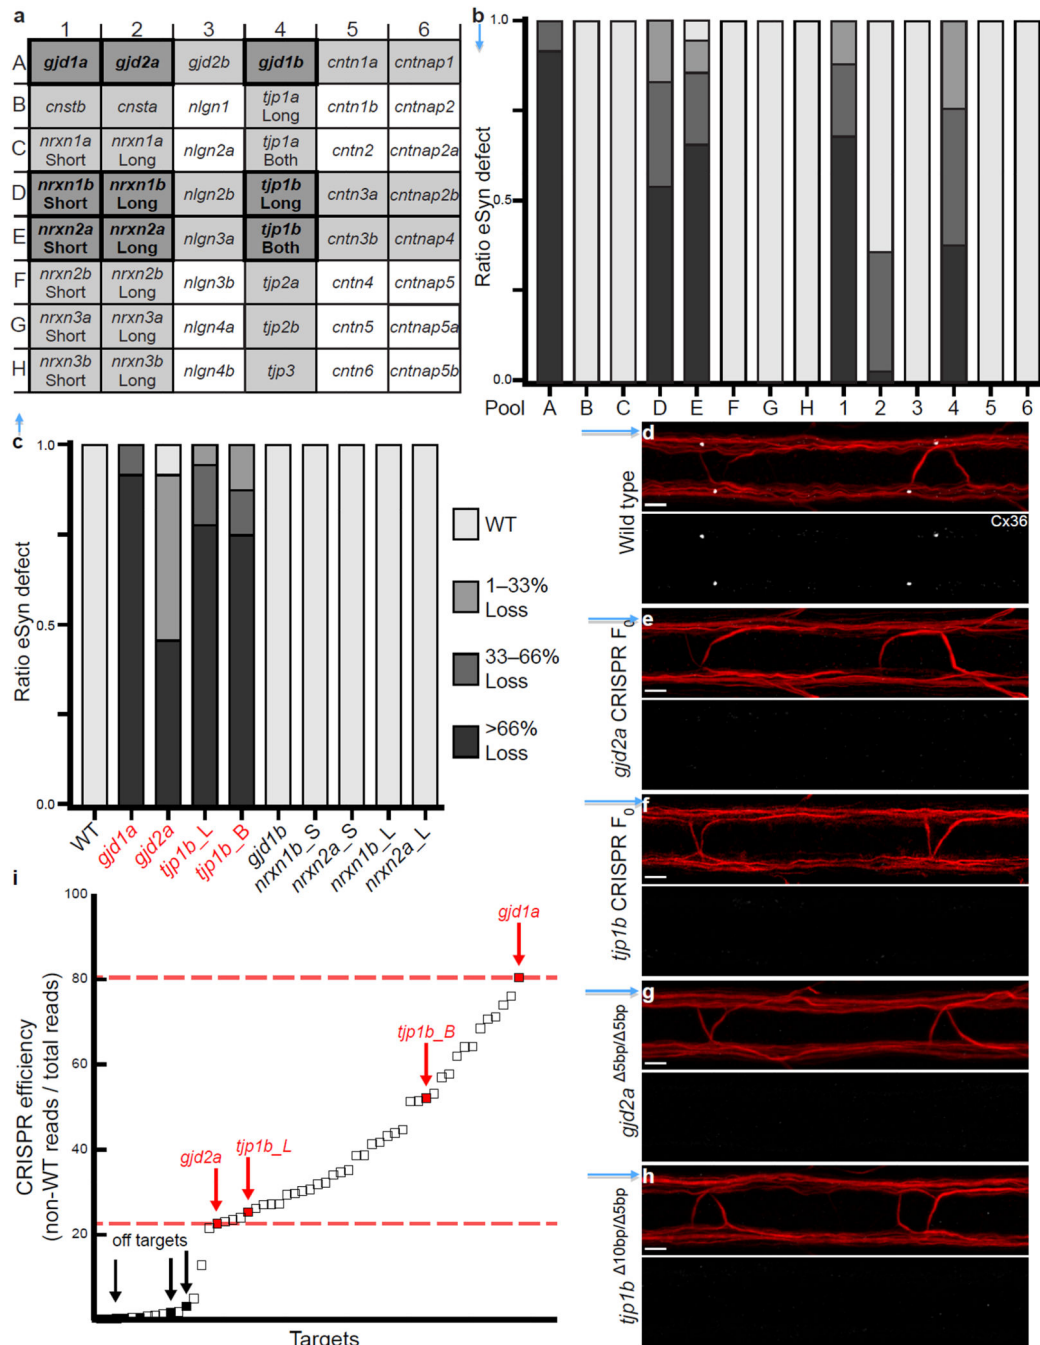 a
1 2 3 4 5 6
A gjd1a gjd2a gjd2b gjd1b cntn1a cntnap1
B cnstb cnsta nlgn1 tjp1a Long cntn1b cntnap2
C nrxn1a Short nrxn1a Long nlgn2a tjp1a Both cntn2 cntnap2a
D nrxn1b Short nrxn1b Long nlgn2b tjp1b Long cntn3a cntnap2b
E nrxn2a Short nrxn2a Long nlgn3a tjp1b Both cntn3b cntnap4
F nrxn2b Short nrxn2b Long nlgn3b tjp2a cntn4 cntnap5
G nrxn3a Short nrxn3a Long nlgn4a tjp2b cntn5 cntnap5a
H nrxn3b Short nrxn3b Long nlgn4b tjp3 cntn6 cntnap5b
b
Ratio eSyn defect
1.0
0.5
0.0
Pool A B C D E F G H 1 2 3 4 5 6
c
Ratio eSyn defect
1.0
0.5
0.0
WT gjd1a gjd2a tjp1b_L tjp1b_B gjd1b nrxn1b_S nrxn2a_S nrxn1b_L nrxn2a_L
WT
1–33%
Loss
33–66%
Loss
>66%
Loss
d
Wild type
Cx36
e
gjd2a CRISPR F0
f
tjp1b CRISPR F0
g
gjd2a Δ5bp/Δ5bp
h
tjp1b Δ10bp/Δ5bp
i
CRISPR efficiency
(non-WT reads / total reads)
100
80
60
40
20
gjd1a
tjp1b_B
gjd2a
tjp1b_L
off targets
Targets